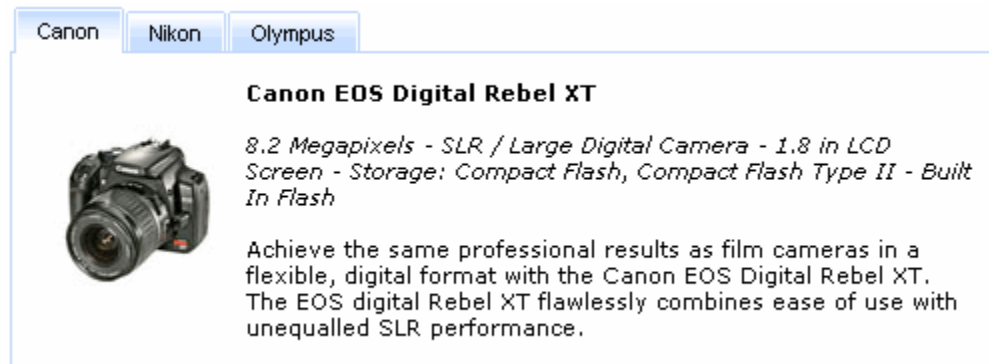 Canon Nikon Olympus
Canon EOS Digital Rebel XT
8.2 Megapixels - SLR / Large Digital Camera - 1.8 in LCD
Screen - Storage: Compact Flash, Compact Flash Type II - Built
In Flash
Achieve the same professional results as film cameras in a
flexible, digital format with the Canon EOS Digital Rebel XT.
The EOS digital Rebel XT flawlessly combines ease of use with
unequalled SLR performance.